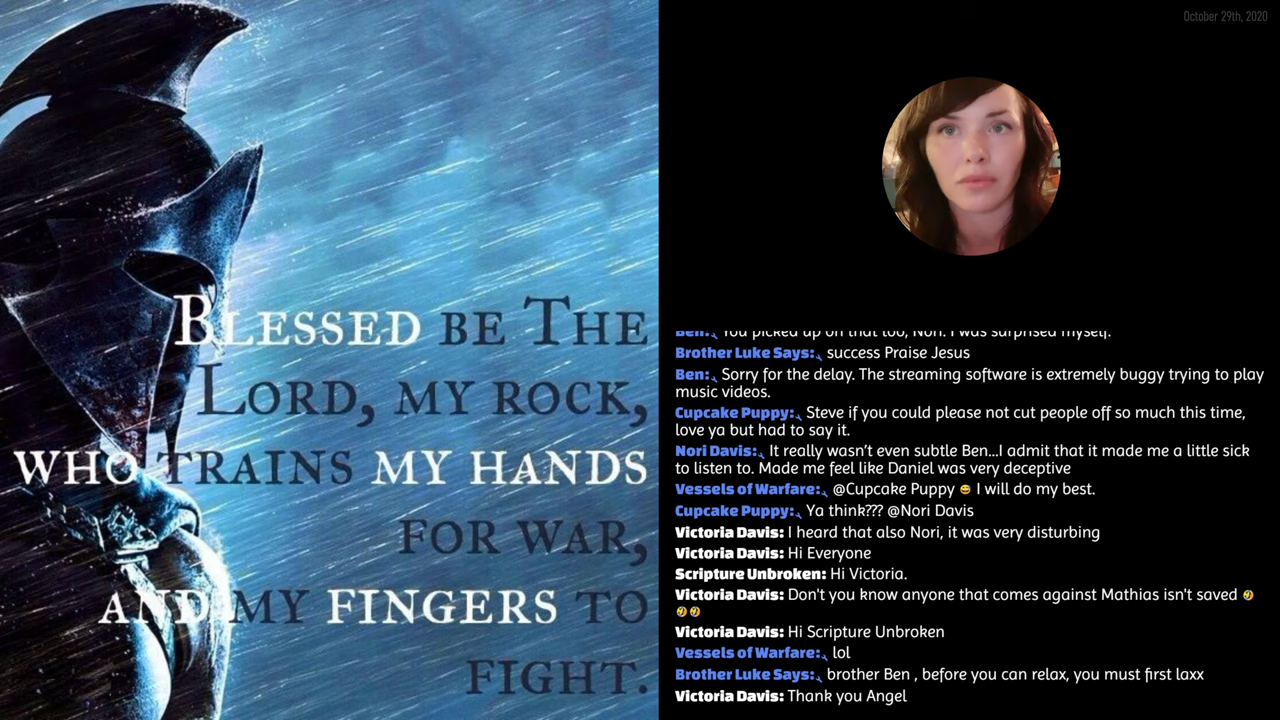 BLESSED BE THE
LORD, MY ROCK,
WHO TRAINS MY HANDS
FOR WAR,
AND MY FINGERS TO
FIGHT.
October 29th, 2020
Ben: You picked up on that too, Nori. I was surprised myself.
Brother Luke Says: success Praise Jesus
Ben: Sorry for the delay. The streaming software is extremely buggy trying to play
music videos.
Cupcake Puppy: Steve if you could please not cut people off so much this time,
love ya but had to say it.
Nori Davis: It really wasn't even subtle Ben...I admit that it made me a little sick
to listen to. Made me feel like Daniel was very deceptive
Vessels of Warfare: @Cupcake Puppy 😅 I will do my best.
Cupcake Puppy: Ya think??? @Nori Davis
Victoria Davis: I heard that also Nori, it was very disturbing
Victoria Davis: Hi Everyone
Scripture Unbroken: Hi Victoria.
Victoria Davis: Don't you know anyone that comes against Mathias isn't saved 🤣
🤣🤣
Victoria Davis: Hi Scripture Unbroken
Vessels of Warfare: lol
Brother Luke Says: brother Ben , before you can relax, you must first laxx
Victoria Davis: Thank you Angel